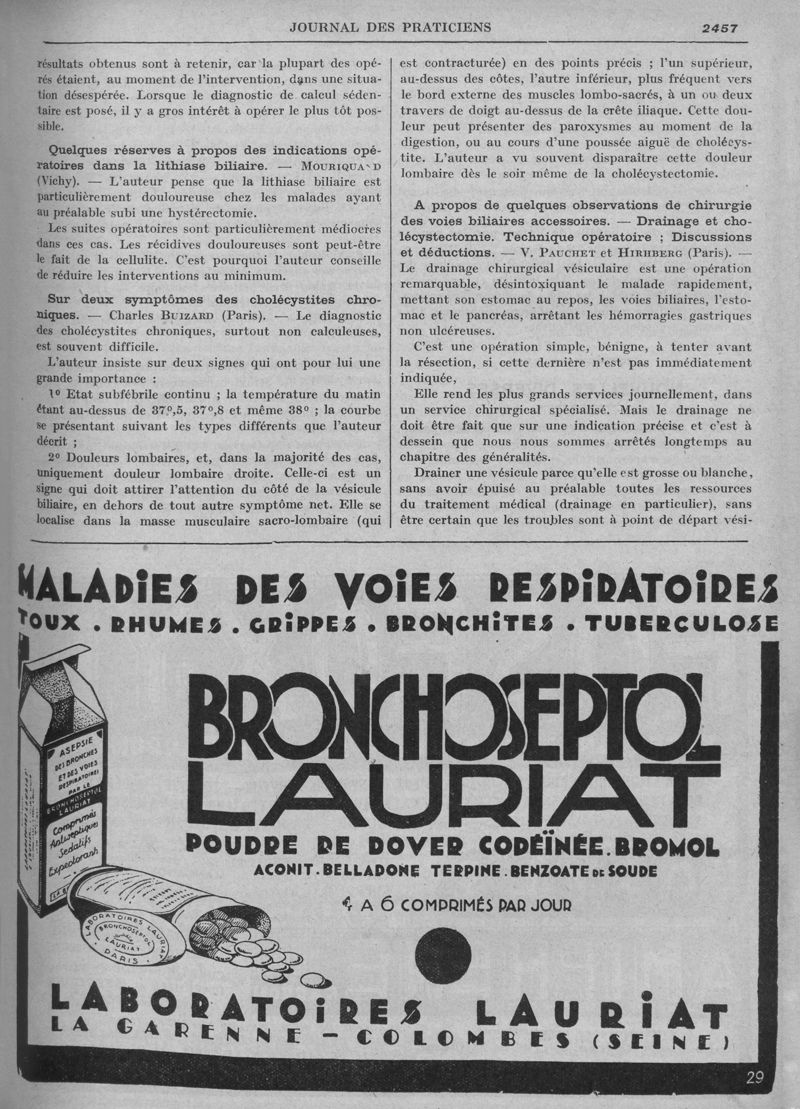 JOURNAL DES PRATICIENS
2457
résultats obtenus sont à retenir, car la plupart des opé-
rés étaient, au moment de l'intervention, dans une situa-
tion désespérée. Lorsque le diagnostic de calcul séden-
taire est posé, il y a gros intérêt à opérer le plus tôt pos-
sible.
Quelques réserves à propos des indications opé-
ratoires dans la lithiase biliaire. — MOURIQUAND
(Vichy). — L'auteur pense que la lithiase biliaire est
particulièrement douloureuse chez les malades ayant
au préalable subi une hystérectomie.
Les suites opératoires sont particulièrement médiocres
dans ces cas. Les récidives douloureuses sont peut-être
le fait de la cellulite. C'est pourquoi l'auteur conseille
de réduire les interventions au minimum.
Sur deux symptômes des cholécystites chro-
niques. — Charles BUIZARD (Paris). — Le diagnostic
des cholécystites chroniques, surtout non calculeuses,
est souvent difficile.
L'auteur insiste sur deux signes qui ont pour lui une
grande importance :
1º Etat subfébrile continu ; la température du matin
étant au-dessus de 37º,5, 37º,8 et même 38º ; la courbe
se présentant suivant les types différents que l'auteur
décrit ;
2º Douleurs lombaires, et, dans la majorité des cas,
uniquement douleur lombaire droite. Celle-ci est un
signe qui doit attirer l'attention du côté de la vésicule
biliaire, en dehors de tout autre symptôme net. Elle se
localise dans la masse musculaire sacro-lombaire (qui
est contracturée) en des points précis ; l'un supérieur,
au-dessus des côtes, l'autre inférieur, plus fréquent vers
le bord externe des muscles lombo-sacrés, à un ou deux
travers de doigt au-dessus de la crête iliaque. Cette dou-
leur peut présenter des paroxysmes au moment de la
digestion, ou au cours d'une poussée aiguë de cholécys-
tite. L'auteur a vu souvent disparaître cette douleur
lombaire dès le soir même de la cholécystectomie.
A propos de quelques observations de chirurgie
des voies biliaires accessoires. — Drainage et cho-
lécystectomie. Technique opératoire ; Discussions
et déductions. — V. PAUCHET et HIRHBERG (Paris). —
Le drainage chirurgical vésiculaire est une opération
remarquable, désintoxiquant le malade rapidement,
mettant son estomac au repos, les voies biliaires, l'esto-
mac et le pancréas, arrêtant les hémorragies gastriques
non ulcéreuses.
C'est une opération simple, bénigne, à tenter avant
la résection, si cette dernière n'est pas immédiatement
indiquée,
Elle rend les plus grands services journellement, dans
un service chirurgical spécialisé. Mais le drainage ne
doit être fait que sur une indication précise et c'est à
dessein que nous nous sommes arrêtés longtemps au
chapitre des généralités.
Drainer une vésicule parce qu'elle est grosse ou blanche,
sans avoir épuisé au préalable toutes les ressources
du traitement médical (drainage en particulier), sans
être certain que les troubles sont à point de départ vési-
MALADIES DES VOIES RESPIRATOIRES
TOUX . RHUMES . GRIPPES . BRONCHITES . TUBERCULOSE
BRONCHOSEPTOL
LAURIAT
POUDRE DE DOVER CODÉÏNÉE . BROMOL
ACONIT . BELLADONE TERPINE . BENZOATE DE SOUDE
4 A 6 COMPRIMÉS PAR JOUR
ASEPSIE
DES BRONCHES
ET DES VOIES
RESPIRATOIRES
PAR LE
BRONCHOSEPTOL
LAURIAT
Comprimés
Antiseptiques
Sédatifs
Expectorants
LABORATOIRES LAURIAT
BRONCHOSEPTOL
LAURIAT
PARIS
LABORATOIRES LAURIAT
LA GARENNE - COLOMBES (SEINE)
29